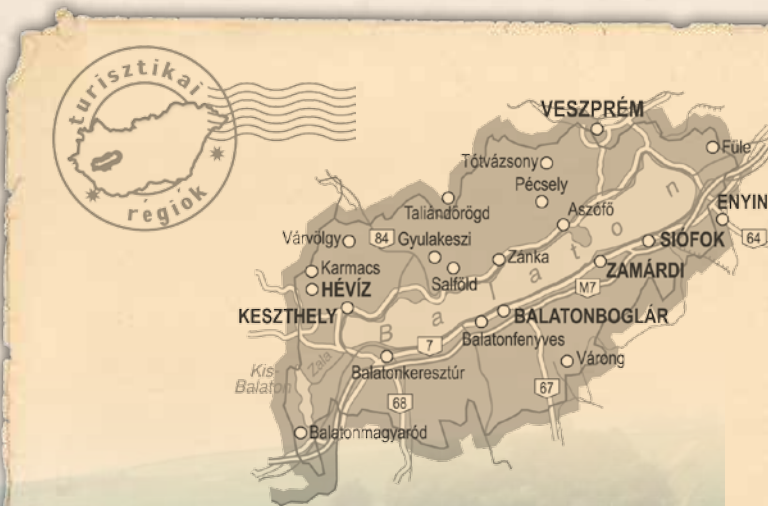 turisztikai
régiók
VESZPRÉM
Füle
Tótvázsony
Pécsely
ENYIN
Taliándörögd
Aszófő
64
Várvölgy
84
Gyulakeszi
SIÓFOK
Karmacs
Salföld
Zánka
ZAMÁRDI
HÉVÍZ
M7
KESZTHELY
BALATONBOGLÁR
Balaton
Balatonfenyves
7
Várong
Zala
Kis-
Balaton
Balatonkeresztúr
67
68
Balatonmagyaród